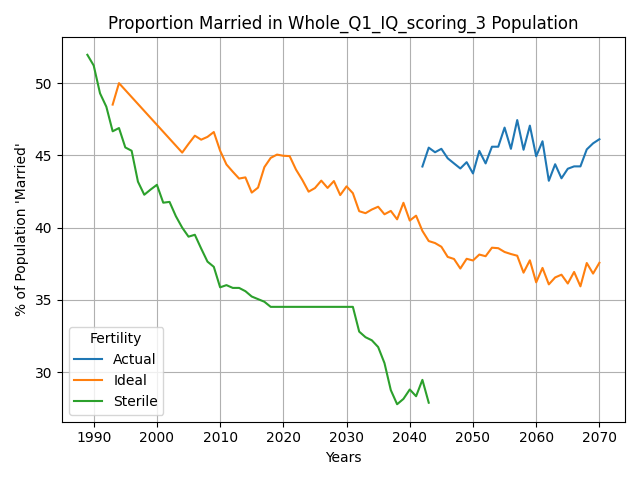 Proportion Married in Whole_Q1_IQ_scoring_3 Population
% of Population 'Married'
50
45
40
35
30
Fertility
Actual
Ideal
Sterile
1990 2000 2010 2020 2030 2040 2050 2060 2070
Years